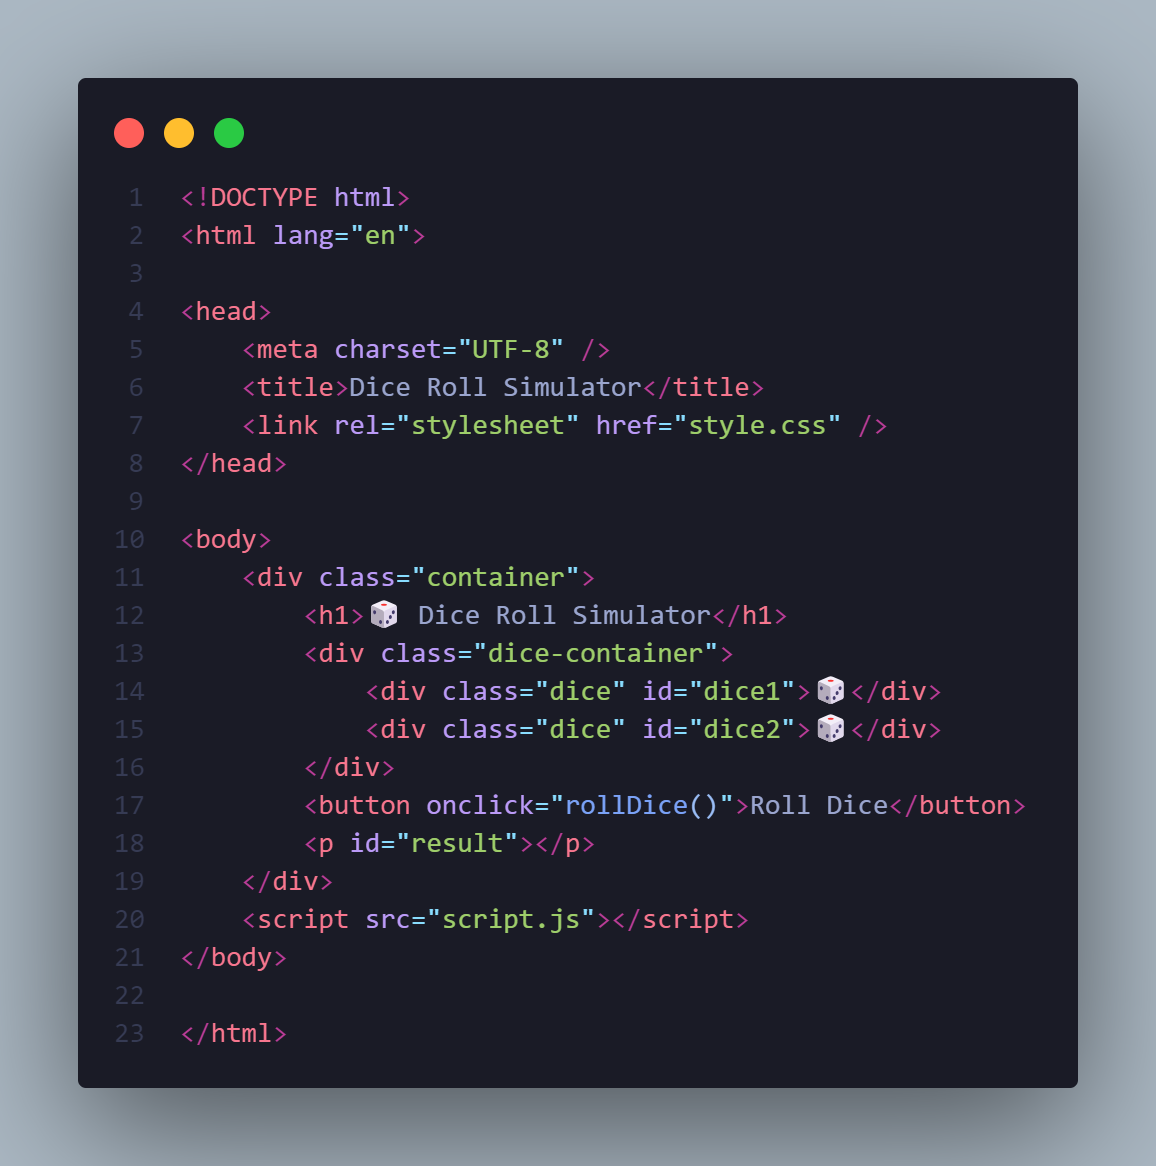 1 <!DOCTYPE html>
2 <html lang="en">
3
4 <head>
5     <meta charset="UTF-8" />
6     <title>Dice Roll Simulator</title>
7     <link rel="stylesheet" href="style.css" />
8 </head>
9
10 <body>
11     <div class="container">
12         <h1>🎲 Dice Roll Simulator</h1>
13         <div class="dice-container">
14             <div class="dice" id="dice1">🎲</div>
15             <div class="dice" id="dice2">🎲</div>
16         </div>
17         <button onclick="rollDice()">Roll Dice</button>
18         <p id="result"></p>
19     </div>
20     <script src="script.js"></script>
21 </body>
22
23 </html>